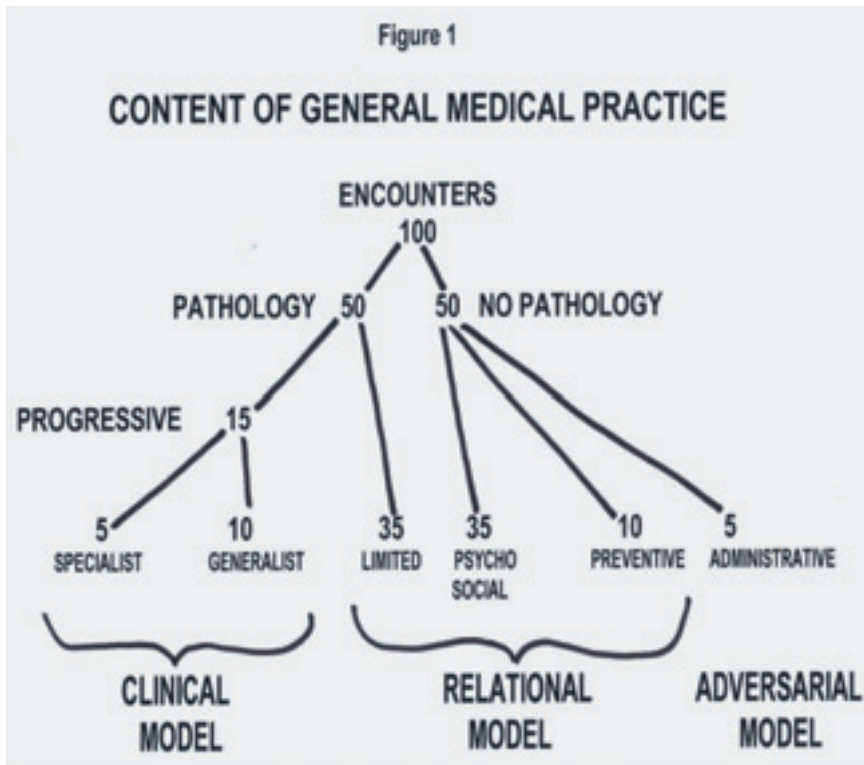 Figure 1
CONTENT OF GENERAL MEDICAL PRACTICE
ENCOUNTERS
100
PATHOLOGY 50 50 NO PATHOLOGY
PROGRESSIVE 15
5 10 35 35 10 5
SPECIALIST GENERALIST LIMITED PSYCHO PREVENTIVE ADMINISTRATIVE
SOCIAL
CLINICAL RELATIONAL ADVERSARIAL
MODEL MODEL MODEL